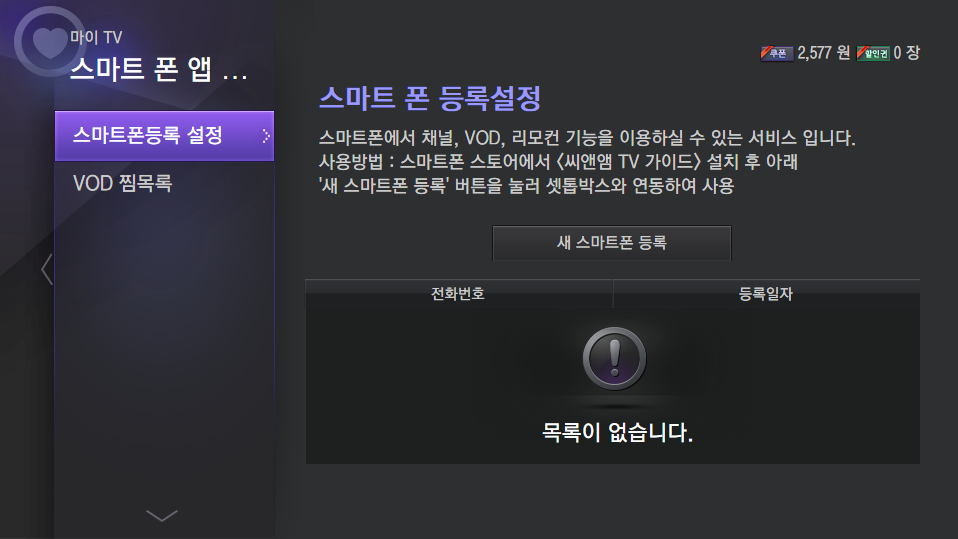 마이 TV
스마트 폰 앱 ...
스마트폰등록 설정
VOD 찜목록
쿠폰 2,577 원 할인권 0 장
스마트 폰 등록설정
스마트폰에서 채널, VOD, 리모컨 기능을 이용하실 수 있는 서비스 입니다.
사용방법 : 스마트폰 스토어에서 <씨앤앰 TV 가이드> 설치 후 아래
'새 스마트폰 등록' 버튼을 눌러 셋톱박스와 연동하여 사용
새 스마트폰 등록
전화번호 등록일자
목록이 없습니다.